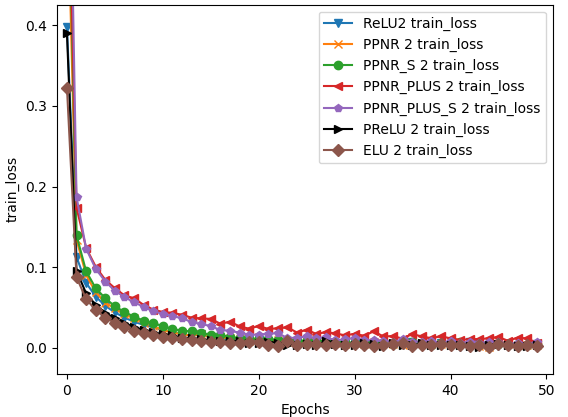 0.4
0.3
0.2
0.1
0.0
train_loss
ReLU2 train_loss
PPNR 2 train_loss
PPNR_S 2 train_loss
PPNR_PLUS 2 train_loss
PPNR_PLUS_S 2 train_loss
PReLU 2 train_loss
ELU 2 train_loss
0 10 20 30 40 50
Epochs